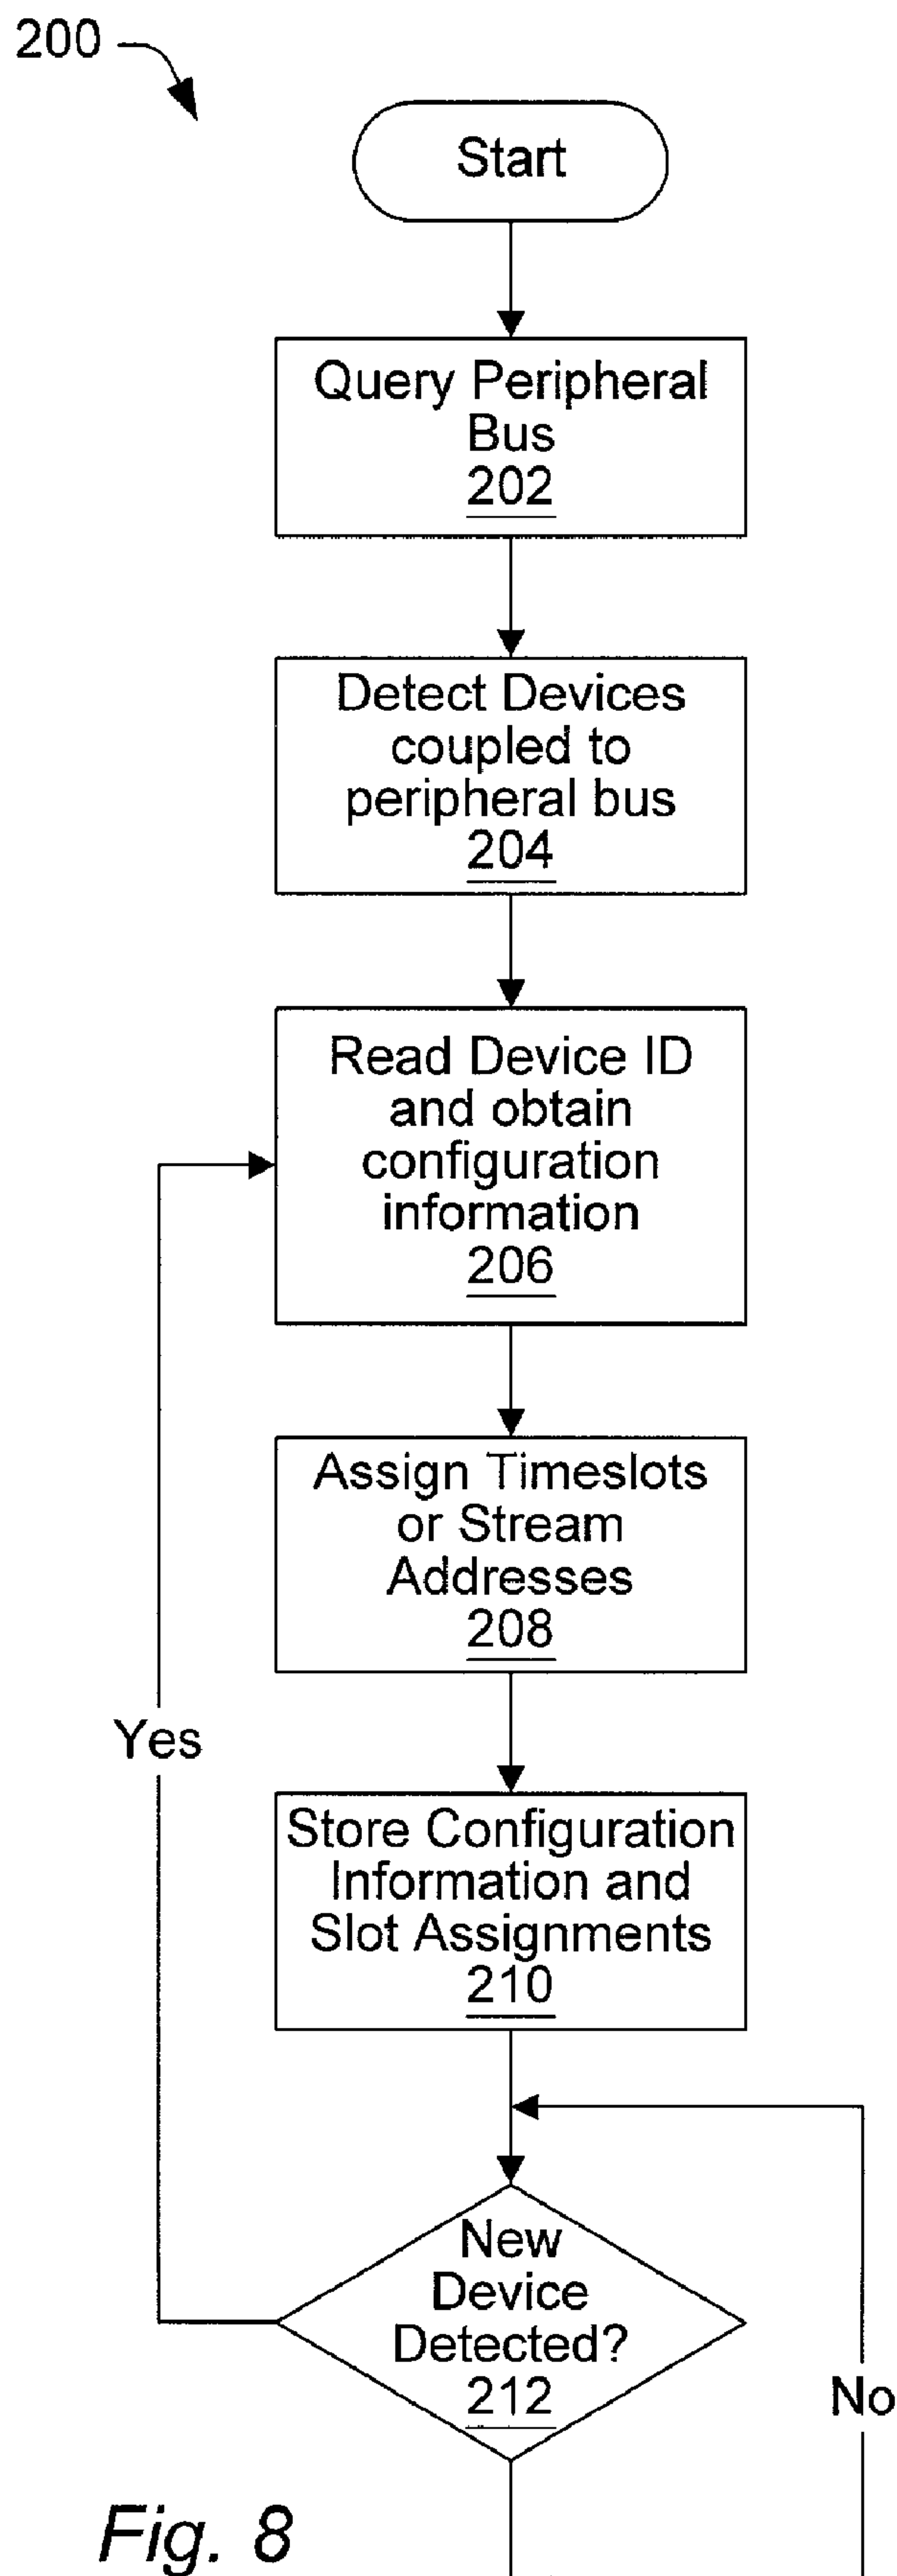 200
Start
Query Peripheral
Bus
202
Detect Devices
coupled to
peripheral bus
204
Read Device ID
and obtain
configuration
information
206
Assign Timeslots
or Stream
Addresses
208
Yes
Store Configuration
Information and
Slot Assignments
210
New
Device
Detected?
212
No
Fig. 8